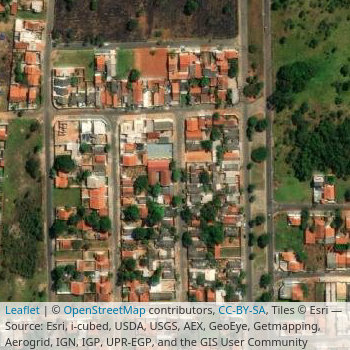 Leaflet | © OpenStreetMap contributors, CC-BY-SA, Tiles © Esri —
Source: Esri, i-cubed, USDA, USGS, AEX, GeoEye, Getmapping,
Aerogrid, IGN, IGP, UPR-EGP, and the GIS User Community